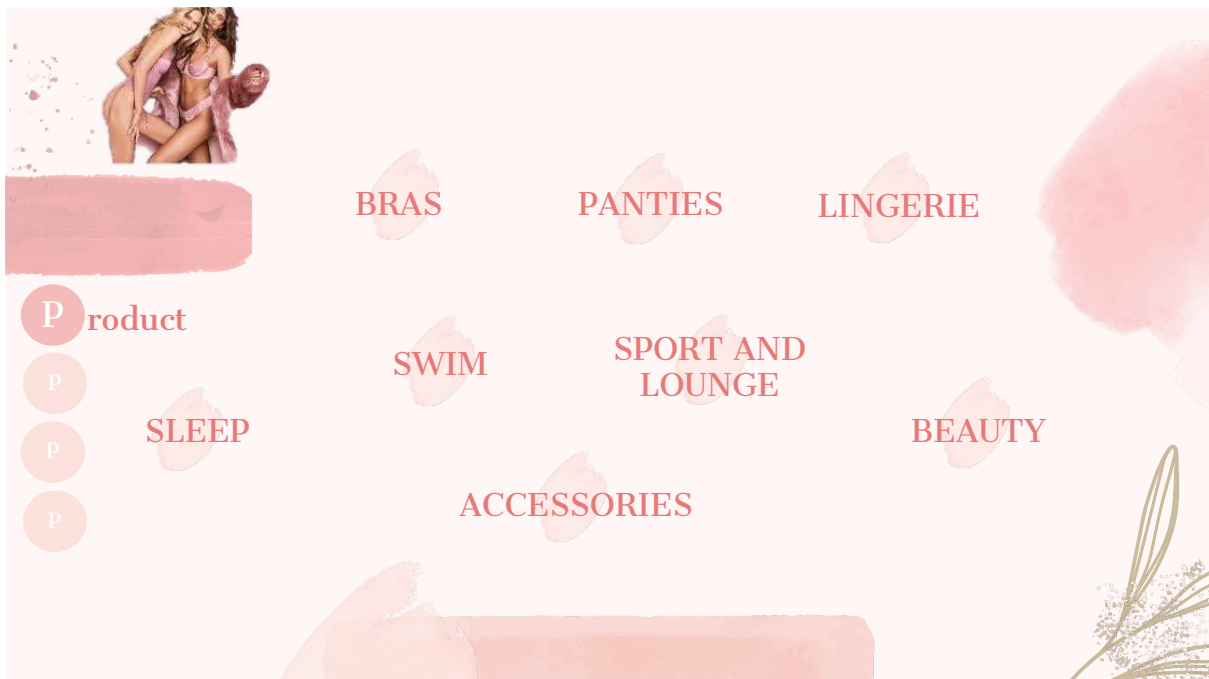 BRAS
PANTIES
LINGERIE
Product
P
SWIM
SPORT AND
LOUNGE
P
SLEEP
BEAUTY
P
ACCESSORIES